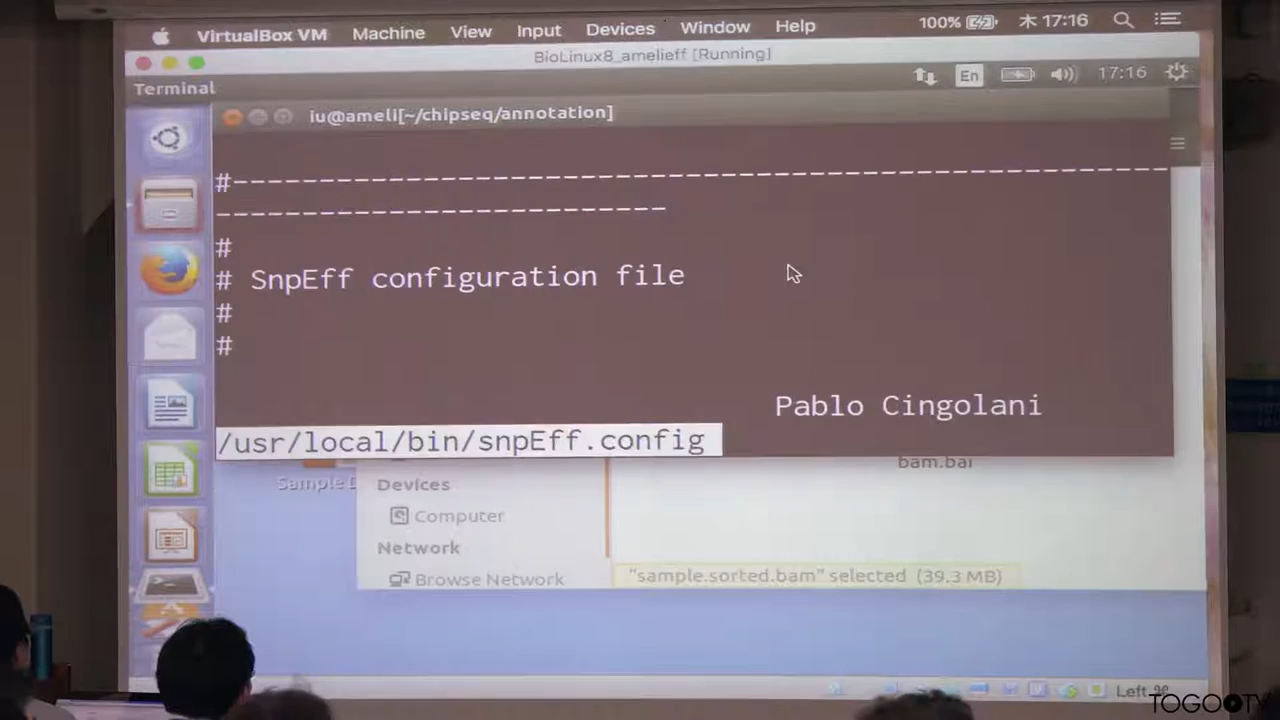 VirtualBox VM Machine View Input Devices Window Help 100% 木 17:16
BioLinux8_amelieff [Running]
Terminal En 17:16
iu@ameli[~/chipseq/annotation]
#----------------------------------------------------
-------------------------
#
# SnpEff configuration file
#
#
Pablo Cingolani
/usr/local/bin/snpEff.config
bam.bai
Sample
Devices
Computer
Network
Browse Network
"sample.sorted.bam" selected (39.3 MB)
Left ⌘
TOGOTV